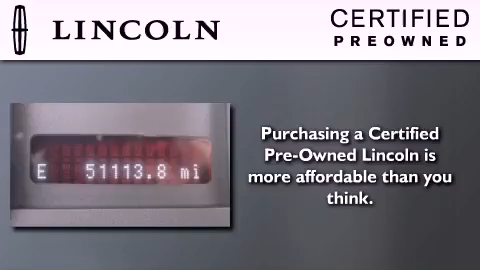 LINCOLN
CERTIFIED
PREOWNED
E 51113.8 mi
Purchasing a Certified
Pre-Owned Lincoln is
more affordable than you
think.